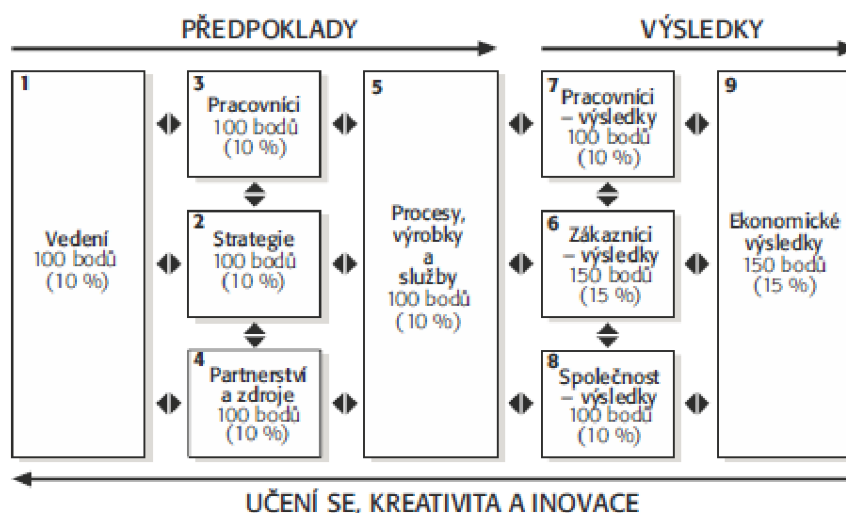 PŘEDPOKLADY
VÝSLEDKY
1
Vedení
100 bodů
(10 %)
3
Pracovníci
100 bodů
(10 %)
2
Strategie
100 bodů
(10 %)
4
Partnerství
a zdroje
100 bodů
(10 %)
5
Procesy,
výrobky
a
služby
100 bodů
(10 %)
7
Pracovníci
– výsledky
100 bodů
(10 %)
6
Zákazníci
– výsledky
150 bodů
(15 %)
8
Společnost
– výsledky
100 bodů
(10 %)
9
Ekonomické
výsledky
150 bodů
(15 %)
UČENÍ SE, KREATIVITA A INOVACE